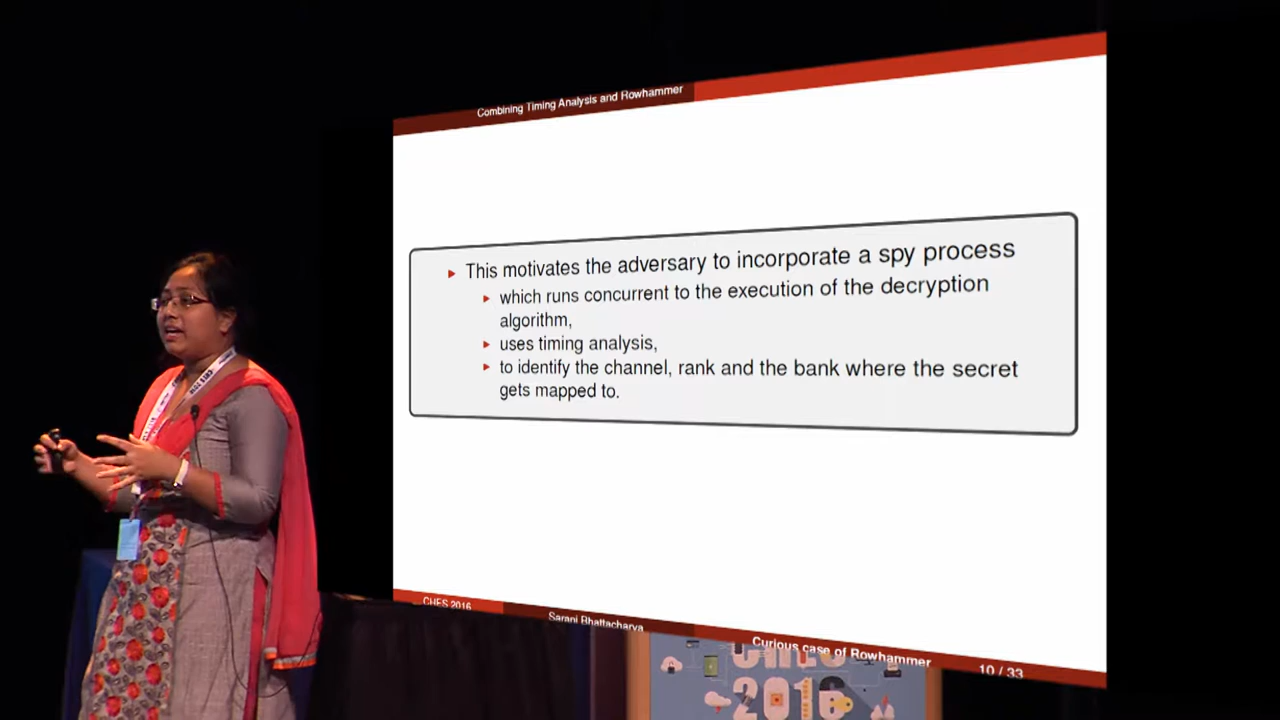 Combining Timing Analysis and Rowhammer
This motivates the adversary to incorporate a spy process
which runs concurrent to the execution of the decryption
algorithm,
uses timing analysis,
to identify the channel, rank and the bank where the secret
gets mapped to.
CHES 2016
Sarani Bhattacharya
Curious case of Rowhammer
10 / 33
CHES
2016